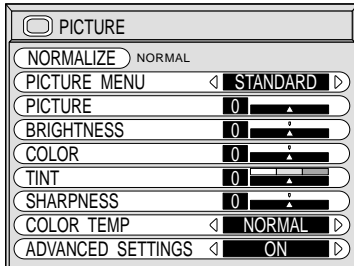 PICTURE
NORMALIZE NORMAL
PICTURE MENU STANDARD
PICTURE 0
BRIGHTNESS 0
COLOR 0
TINT 0
SHARPNESS 0
COLOR TEMP NORMAL
ADVANCED SETTINGS ON